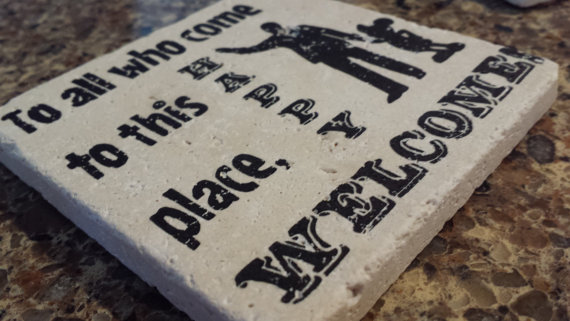 To all who come
to this HAPPY
place,
WELCOME!